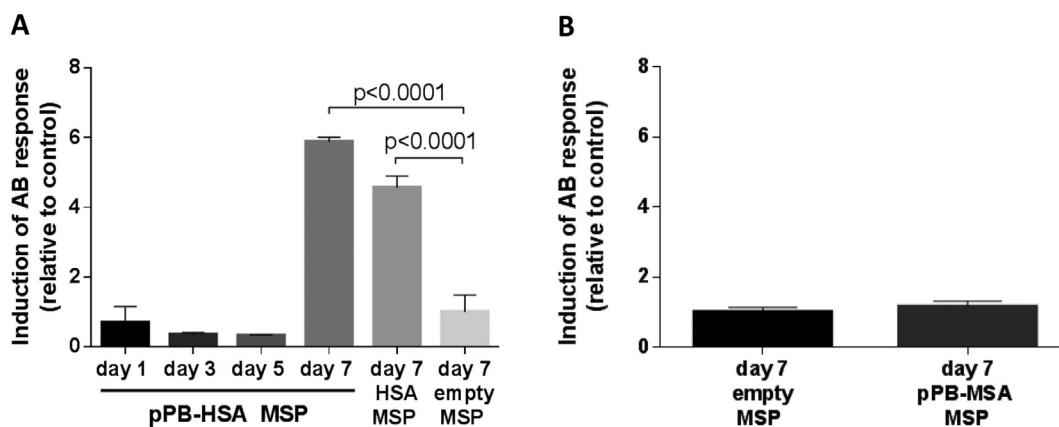 A
Induction of AB response
(relative to control)
8
6
4
2
0
p<0.0001
p<0.0001
day 1 day 3 day 5 day 7 day 7 day 7
HSA empty
MSP MSP
pPB-HSA MSP
B
Induction of AB response
(relative to control)
8
6
4
2
0
day 7 day 7
empty pPB-MSA
MSP MSP